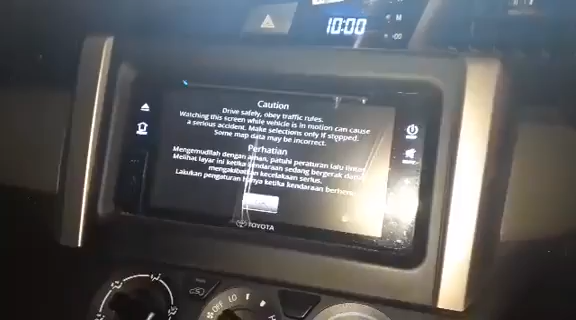 10:00
Caution
Drive safely, obey traffic rules.
Watching this screen while vehicle is in motion can cause
a serious accident. Make selections only if stopped.
Some map data may be incorrect.
Perhatian
Mengemudilah dengan aman, patuhi peraturan lalu lintas
Melihat layar ini ketika kendaraan sedang bergerak dapat
mengakibatkan kecelakaan serius.
Lakukan pengaturan hanya ketika kendaraan berhenti
TOYOTA
OFF LO